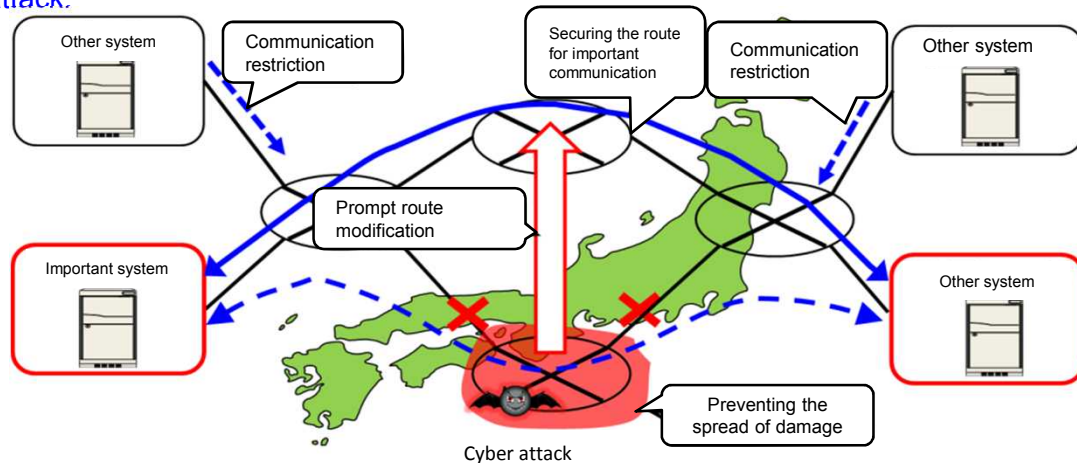 attack.
Other system
Communication
restriction
Securing the route
for important
communication
Communication
restriction
Other system
Prompt route
modification
Important system
Other system
Preventing the
spread of damage
Cyber attack